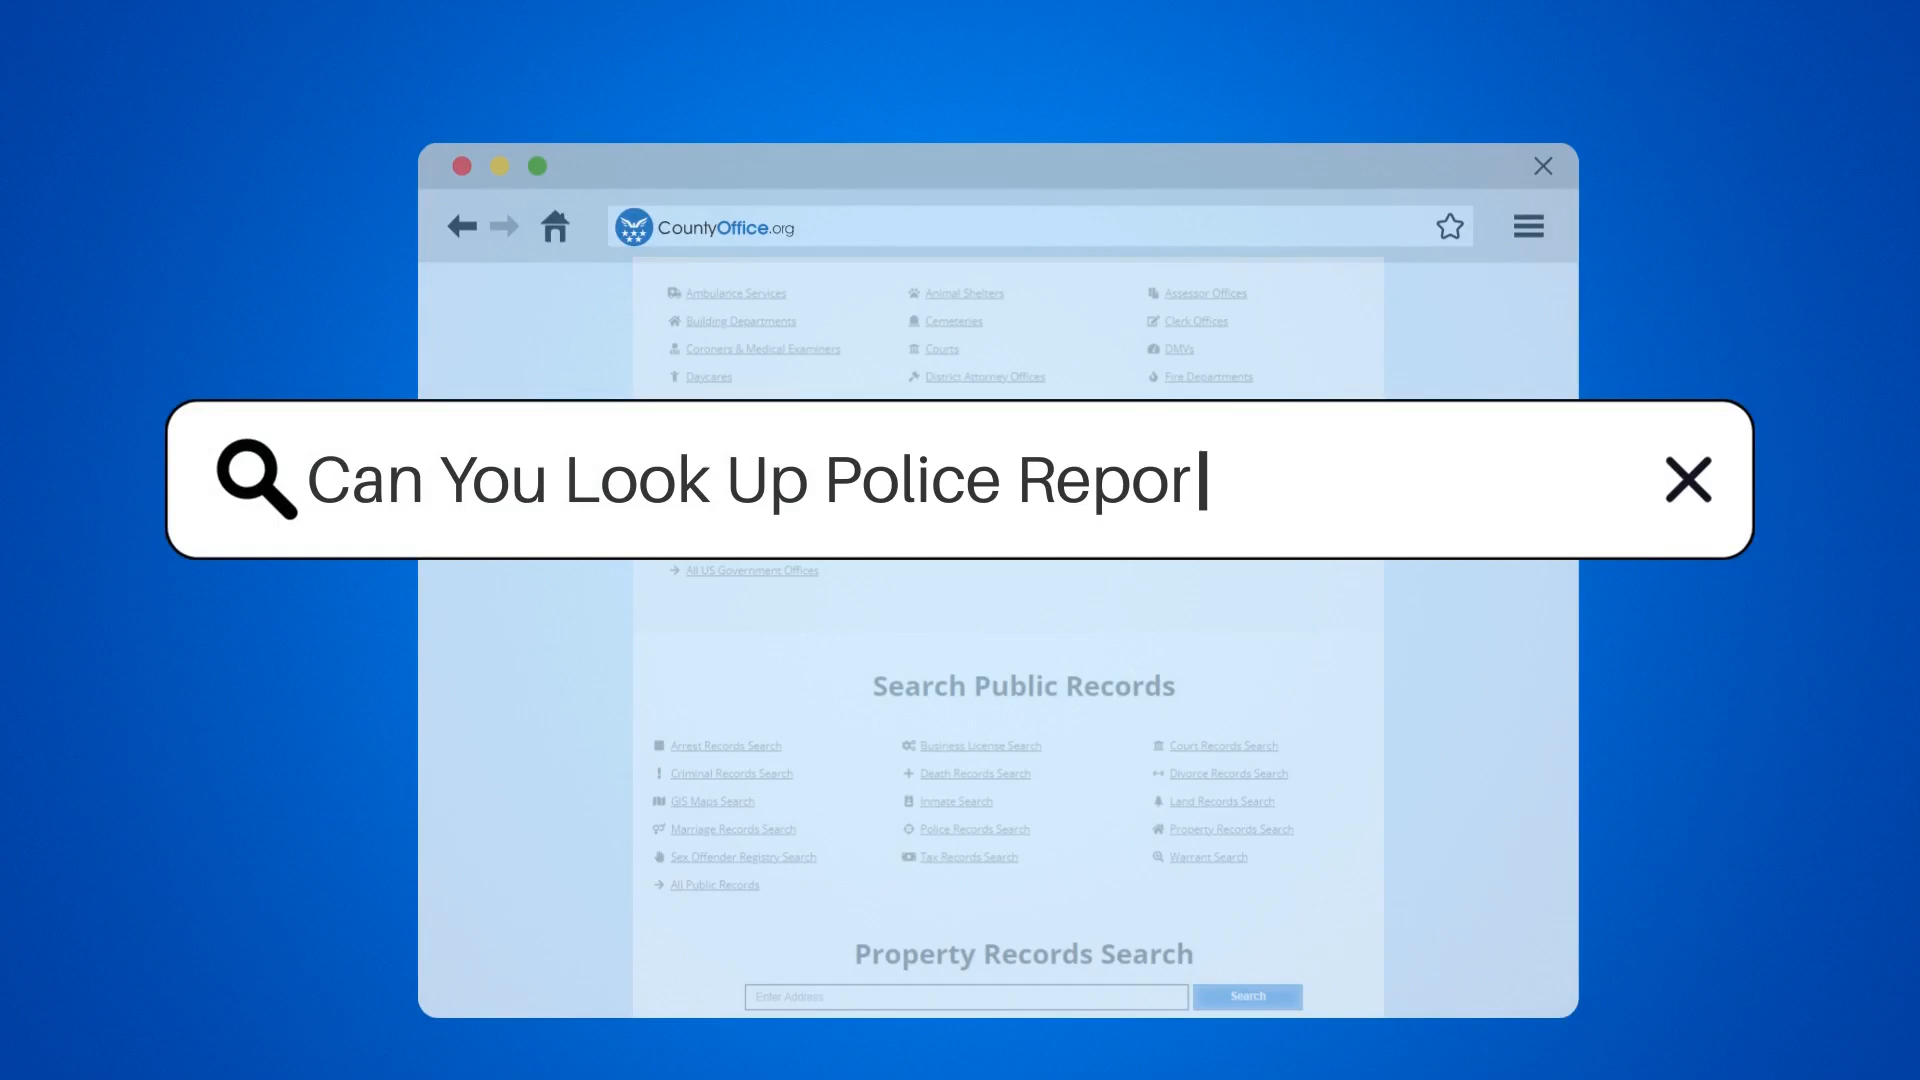 CountyOffice.org
Ambulance Services Animal Shelters Assessor Offices
Building Departments Cemeteries Clerk Offices
Coroners & Medical Examiners Courts DMVs
Daycares District Attorney Offices Fire Departments
Can You Look Up Police Repor
All US Government Offices
Search Public Records
Arrest Records Search Business License Search Court Records Search
Criminal Records Search Death Records Search Divorce Records Search
GIS Maps Search Inmate Search Land Records Search
Marriage Records Search Police Records Search Property Records Search
Sex Offender Registry Search Tax Records Search Warrant Search
All Public Records
Property Records Search
Enter Address Search